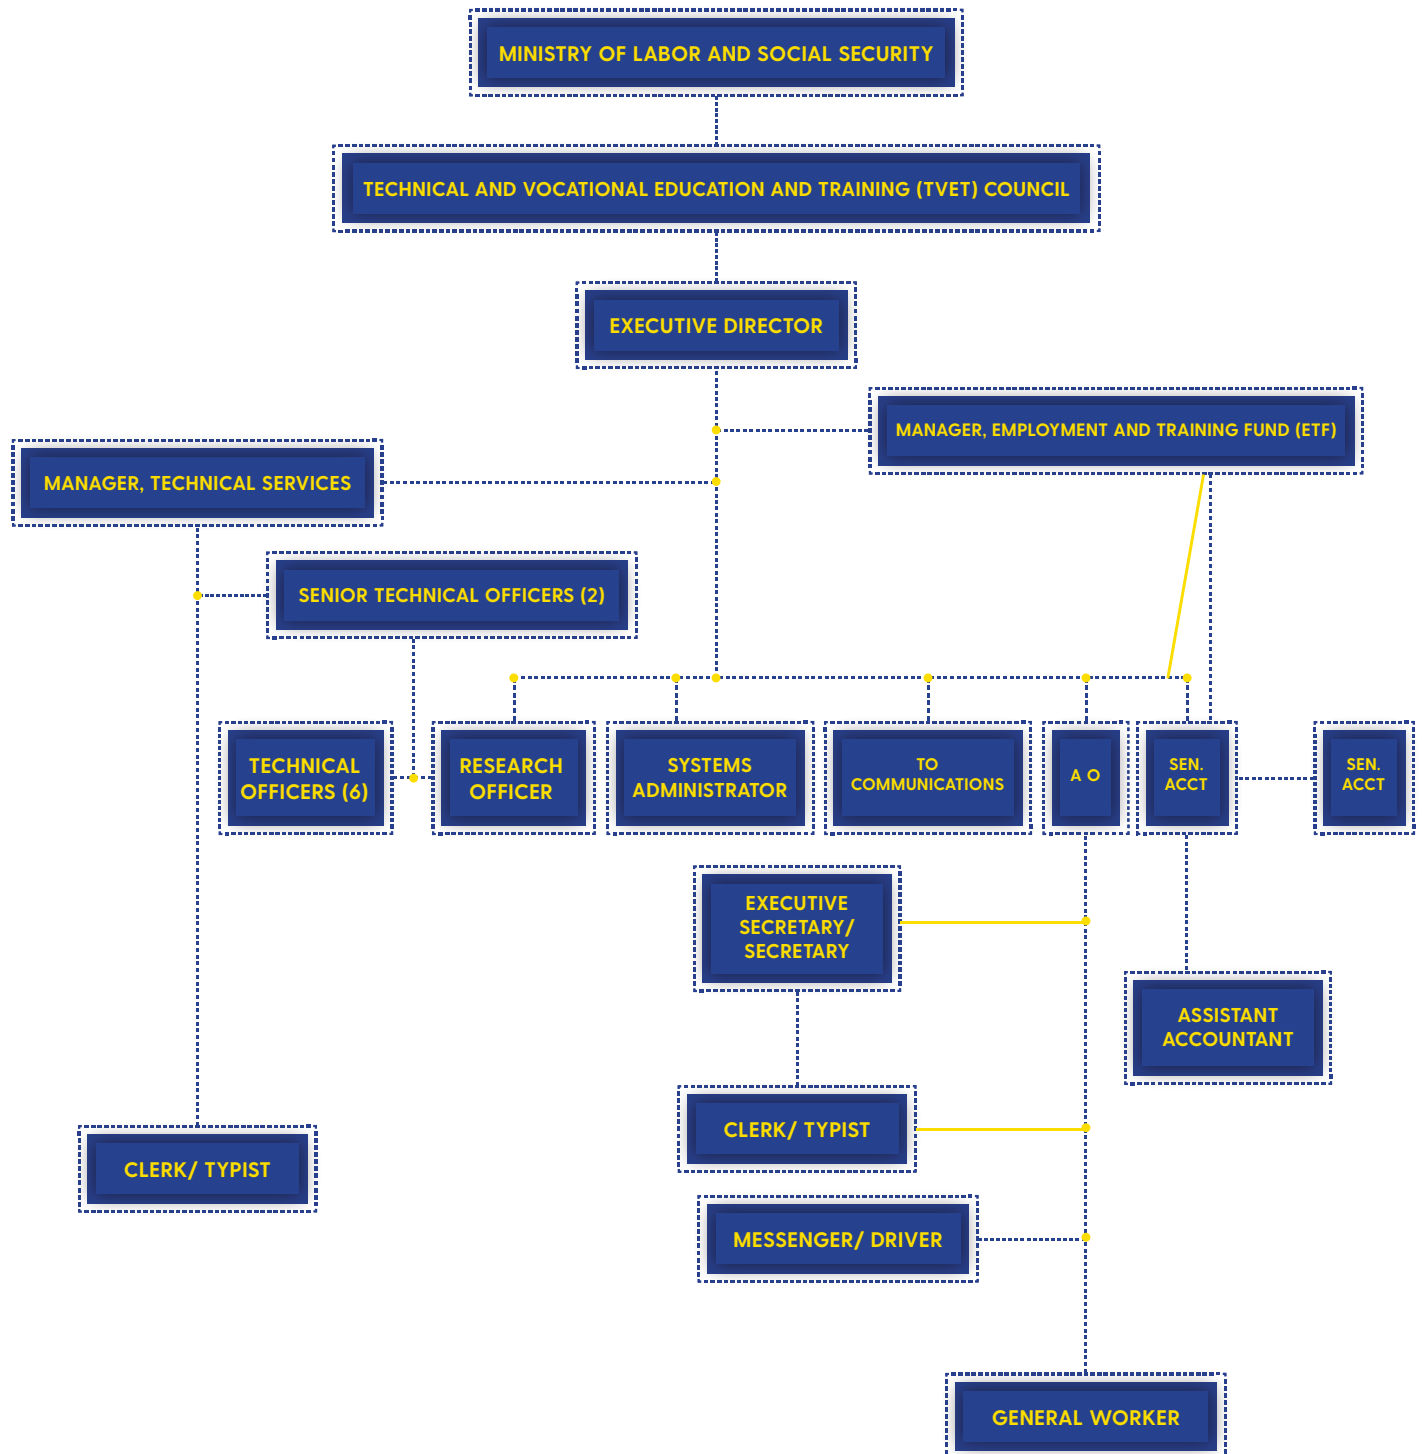 MINISTRY OF LABOR AND SOCIAL SECURITY
TECHNICAL AND VOCATIONAL EDUCATION AND TRAINING (TVET) COUNCIL
EXECUTIVE DIRECTOR
MANAGER, EMPLOYMENT AND TRAINING FUND (ETF)
MANAGER, TECHNICAL SERVICES
SENIOR TECHNICAL OFFICERS (2)
TECHNICAL
OFFICERS (6)
RESEARCH
OFFICER
SYSTEMS
ADMINISTRATOR
TO
COMMUNICATIONS
A O
SEN.
ACCT
SEN.
ACCT
EXECUTIVE
SECRETARY/
SECRETARY
ASSISTANT
ACCOUNTANT
CLERK/ TYPIST
CLERK/ TYPIST
MESSENGER/ DRIVER
GENERAL WORKER